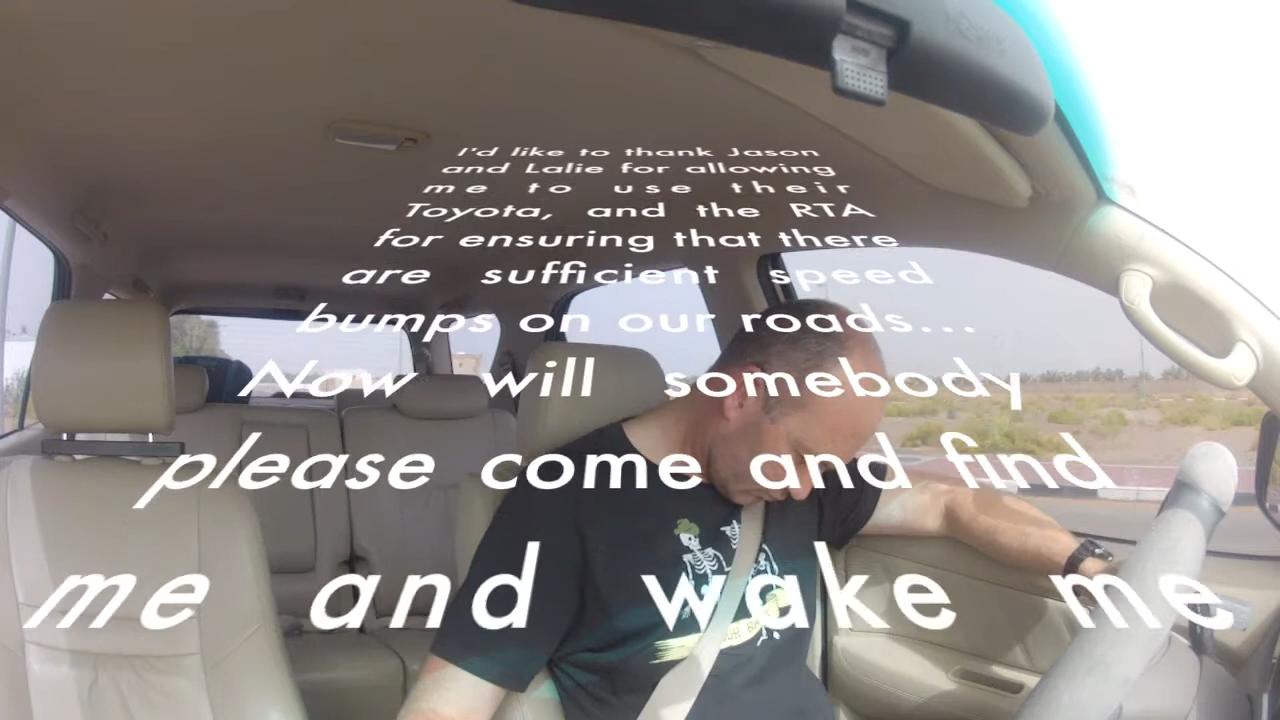 I'd like to thank Jason
and Lalie for allowing
me to use their
Toyota, and the RTA
for ensuring that there
are sufficient speed
bumps on our roads...
Now will somebody
please come and find
me and wake me